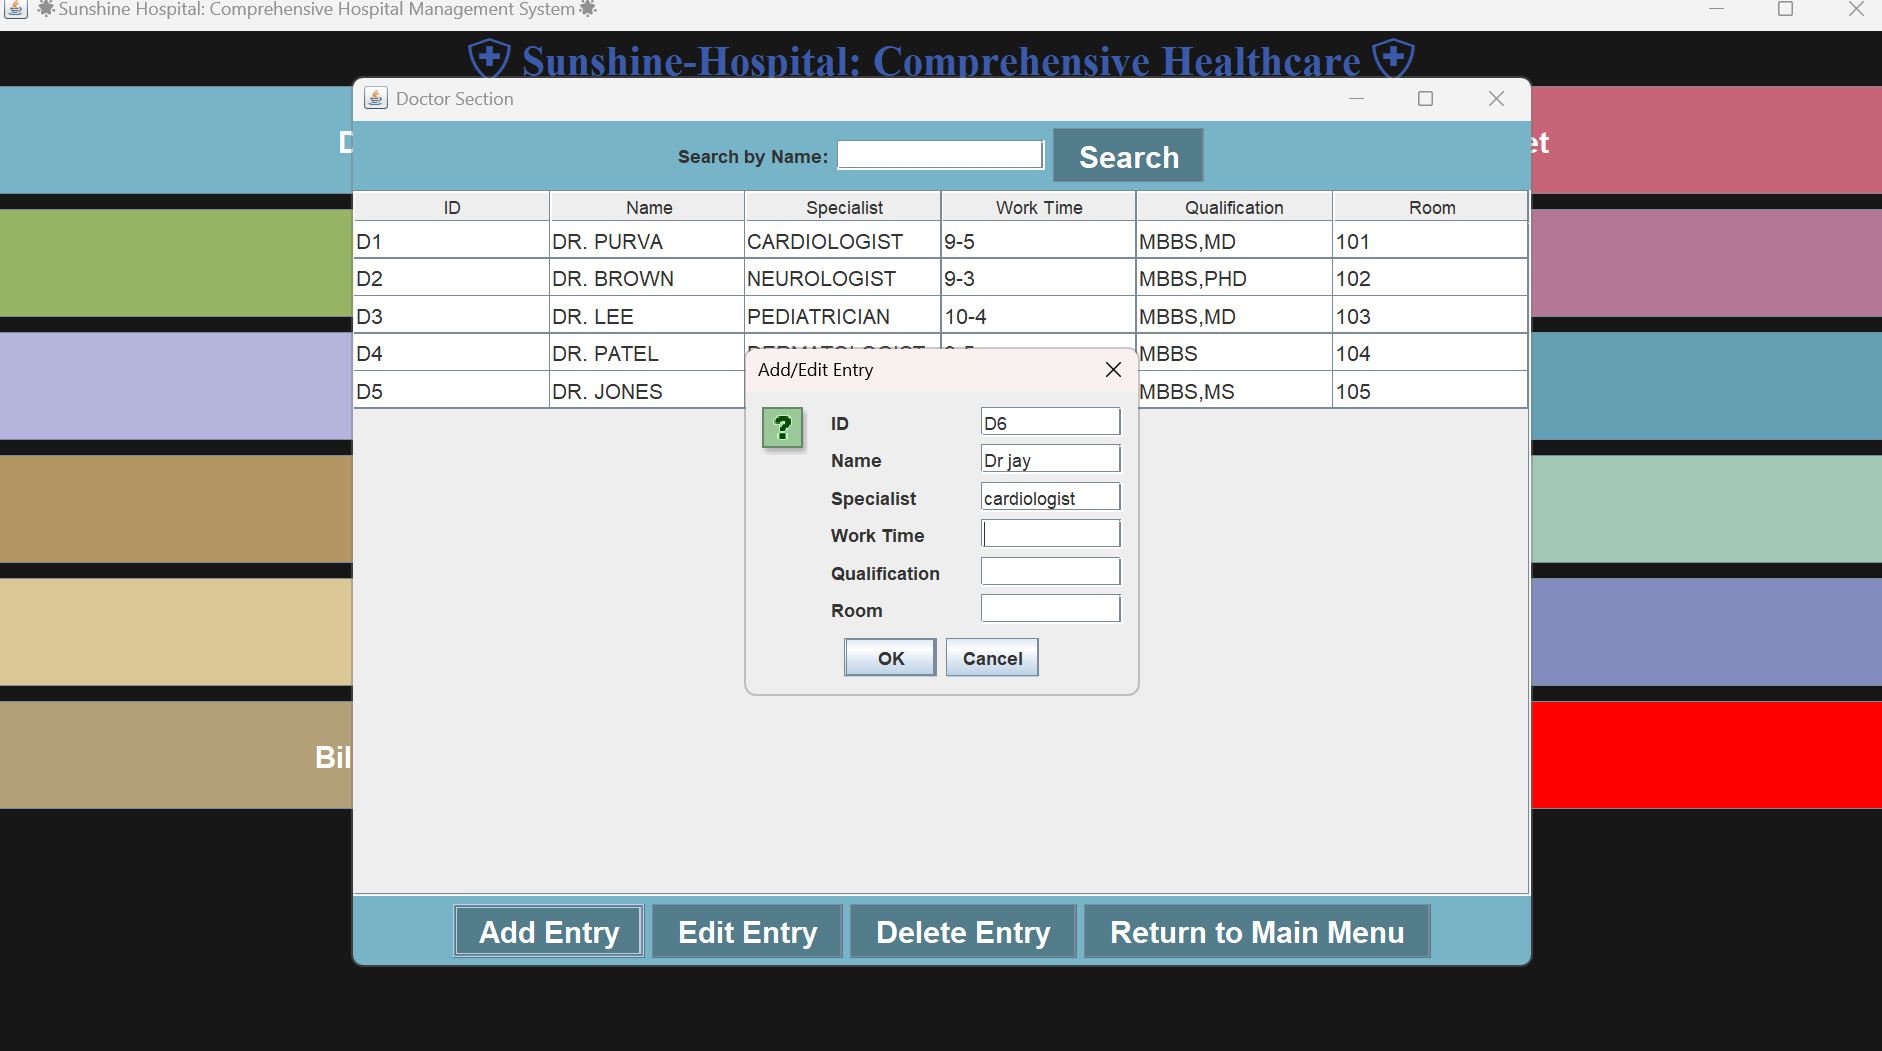 Sunshine Hospital: Comprehensive Hospital Management System
Sunshine-Hospital: Comprehensive Healthcare
Doctor Section
Search by Name: Search
ID Name Specialist Work Time Qualification Room
D1 DR. PURVA CARDIOLOGIST 9-5 MBBS,MD 101
D2 DR. BROWN NEUROLOGIST 9-3 MBBS,PHD 102
D3 DR. LEE PEDIATRICIAN 10-4 MBBS,MD 103
D4 DR. PATEL MBBS 104
D5 DR. JONES MBBS,MS 105
Add/Edit Entry
?
ID D6
Name Dr jay
Specialist cardiologist
Work Time
Qualification
Room
OK Cancel
Bil
et
Add Entry Edit Entry Delete Entry Return to Main Menu